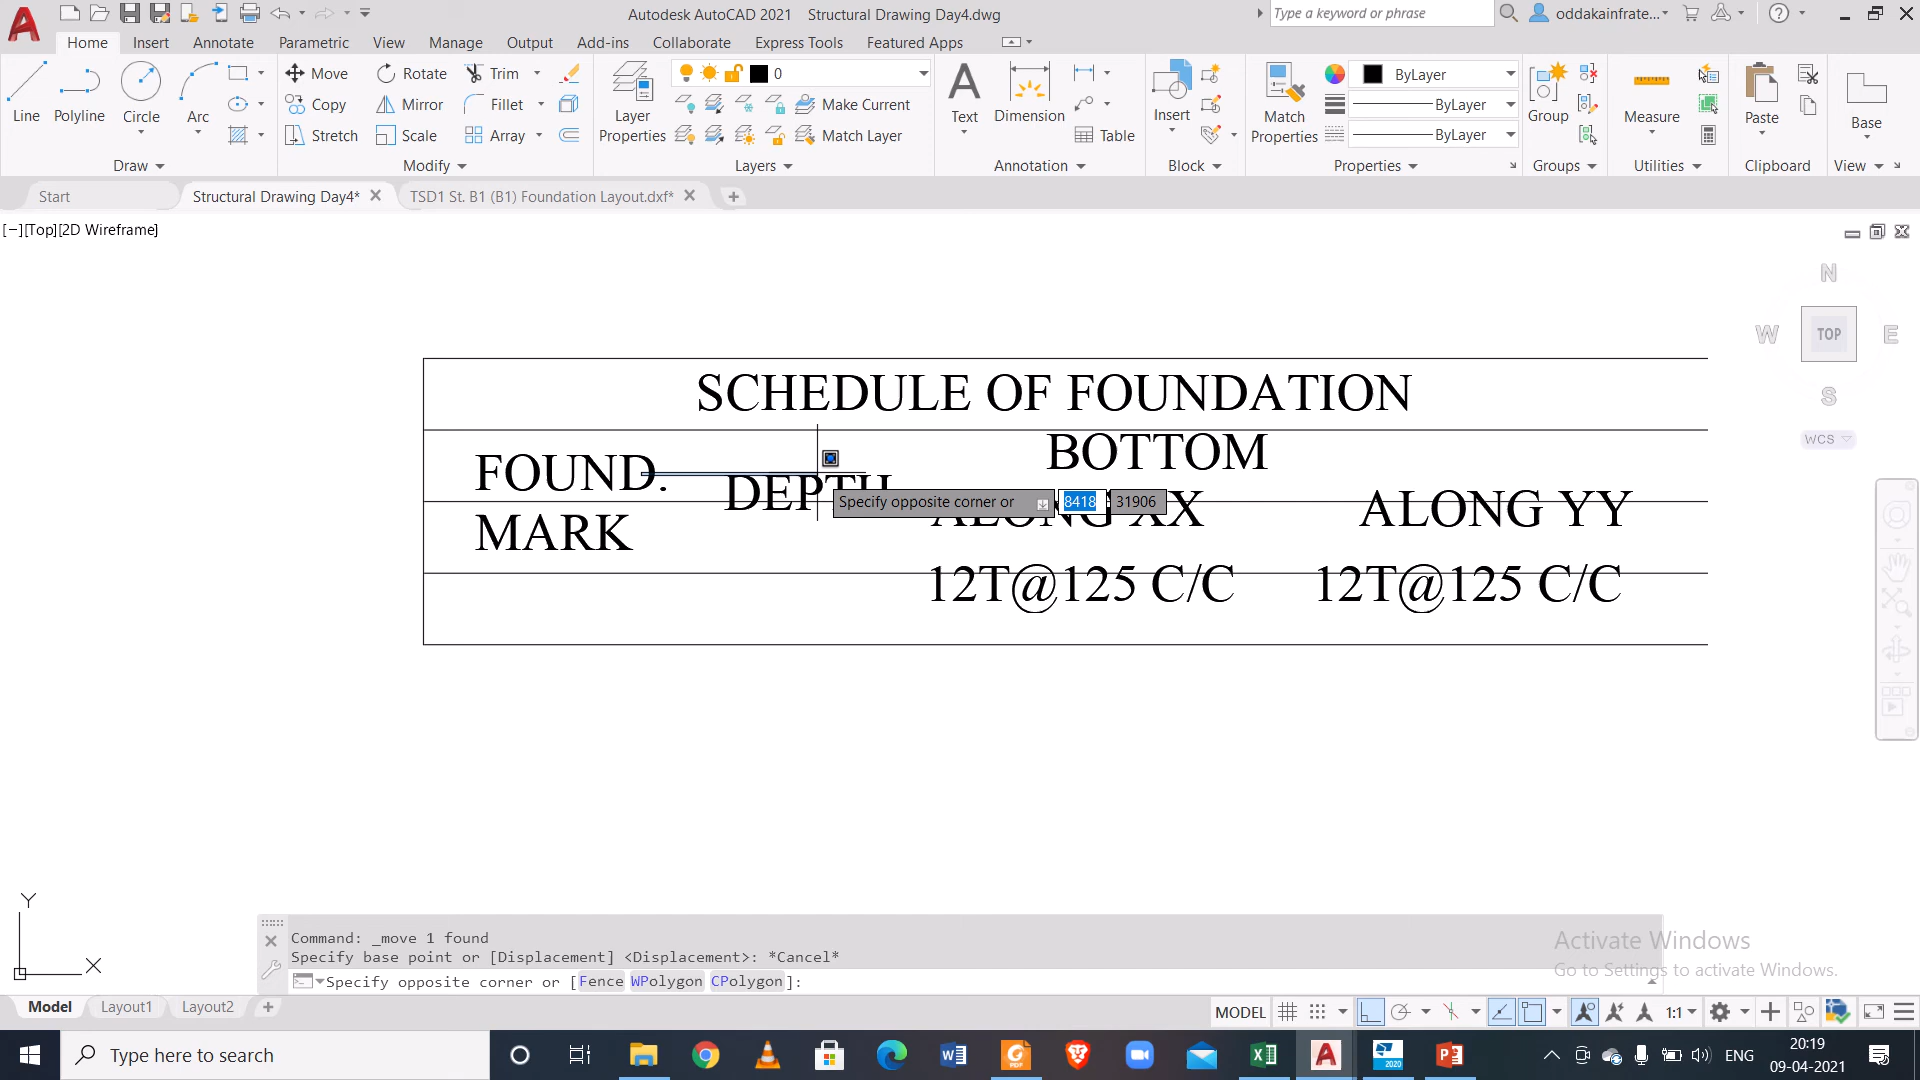 Autodesk AutoCAD 2021 Structural Drawing Day4.dwg
Type a keyword or phrase
oddakainfrate...
Home Insert Annotate Parametric View Manage Output Add-ins Collaborate Express Tools Featured Apps
Line Polyline Circle Arc
Move Rotate Trim
Copy Mirror Fillet
Stretch Scale Array
Layer Properties
0
Make Current
Match Layer
Text Dimension
Table
Insert
Match Properties
ByLayer
ByLayer
ByLayer
Group
Measure
Paste
Base
Draw Modify Layers Annotation Block Properties Groups Utilities Clipboard View
Start Structural Drawing Day4* TSD1 St. B1 (B1) Foundation Layout.dxf*
[−][Top][2D Wireframe]
N
W TOP E
S
WCS
SCHEDULE OF FOUNDATION
BOTTOM
FOUND.
MARK
DEPTH
Specify opposite corner or 8418 31906
ALONG XX ALONG YY
12T@125 C/C 12T@125 C/C
Y
X
Command: _move 1 found
Specify base point or [Displacement] <Displacement>: *Cancel*
Specify opposite corner or [Fence WPolygon CPolygon]:
Activate Windows
Go to Settings to activate Windows.
Model Layout1 Layout2
MODEL 1:1
Type here to search
2020
PDF
ENG
20:19
09-04-2021